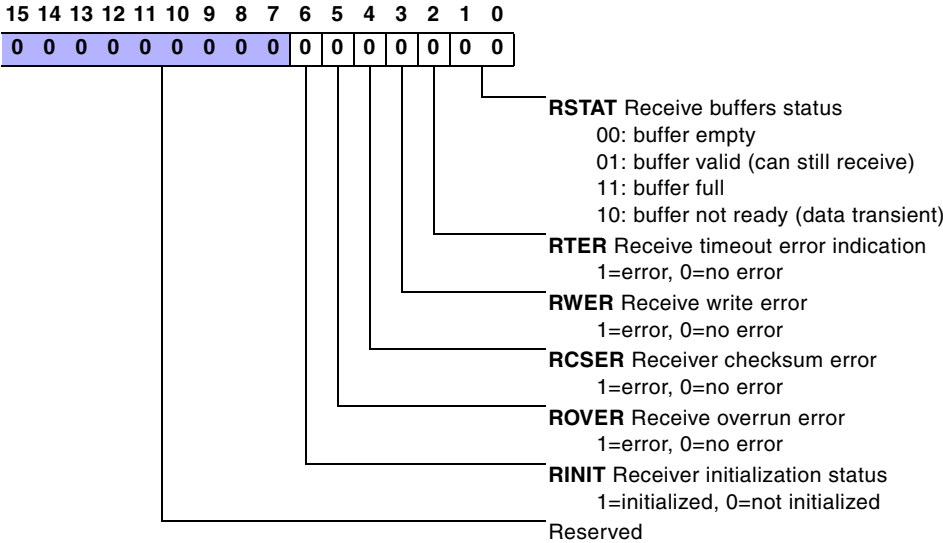 15 14 13 12 11 10 9 8 7 6 5 4 3 2 1 0
0 0 0 0 0 0 0 0 0 0 0 0 0 0 0 0
RSTAT Receive buffers status
00: buffer empty
01: buffer valid (can still receive)
11: buffer full
10: buffer not ready (data transient)
RTER Receive timeout error indication
1=error, 0=no error
RWER Receive write error
1=error, 0=no error
RCSER Receiver checksum error
1=error, 0=no error
ROVER Receive overrun error
1=error, 0=no error
RINIT Receiver initialization status
1=initialized, 0=not initialized
Reserved